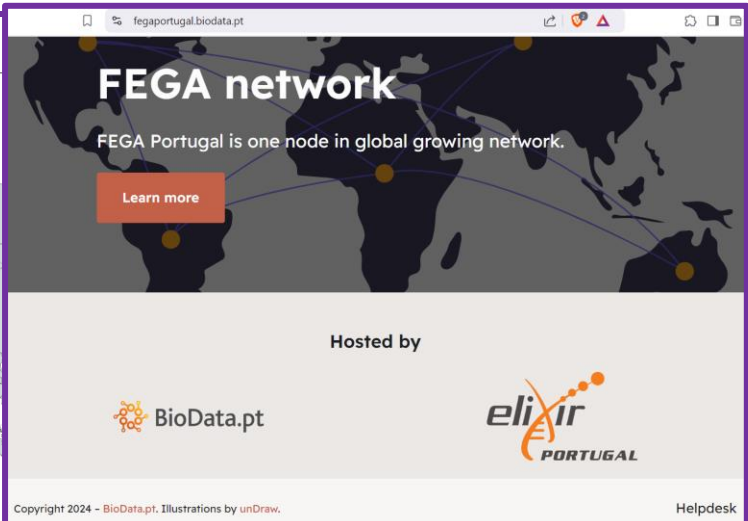 fegaportugal.biodata.pt
FEGA network
FEGA Portugal is one node in global growing network.
Learn more
Hosted by
BioData.pt
elixir
PORTUGAL
Copyright 2024 – BioData.pt. Illustrations by unDraw.
Helpdesk